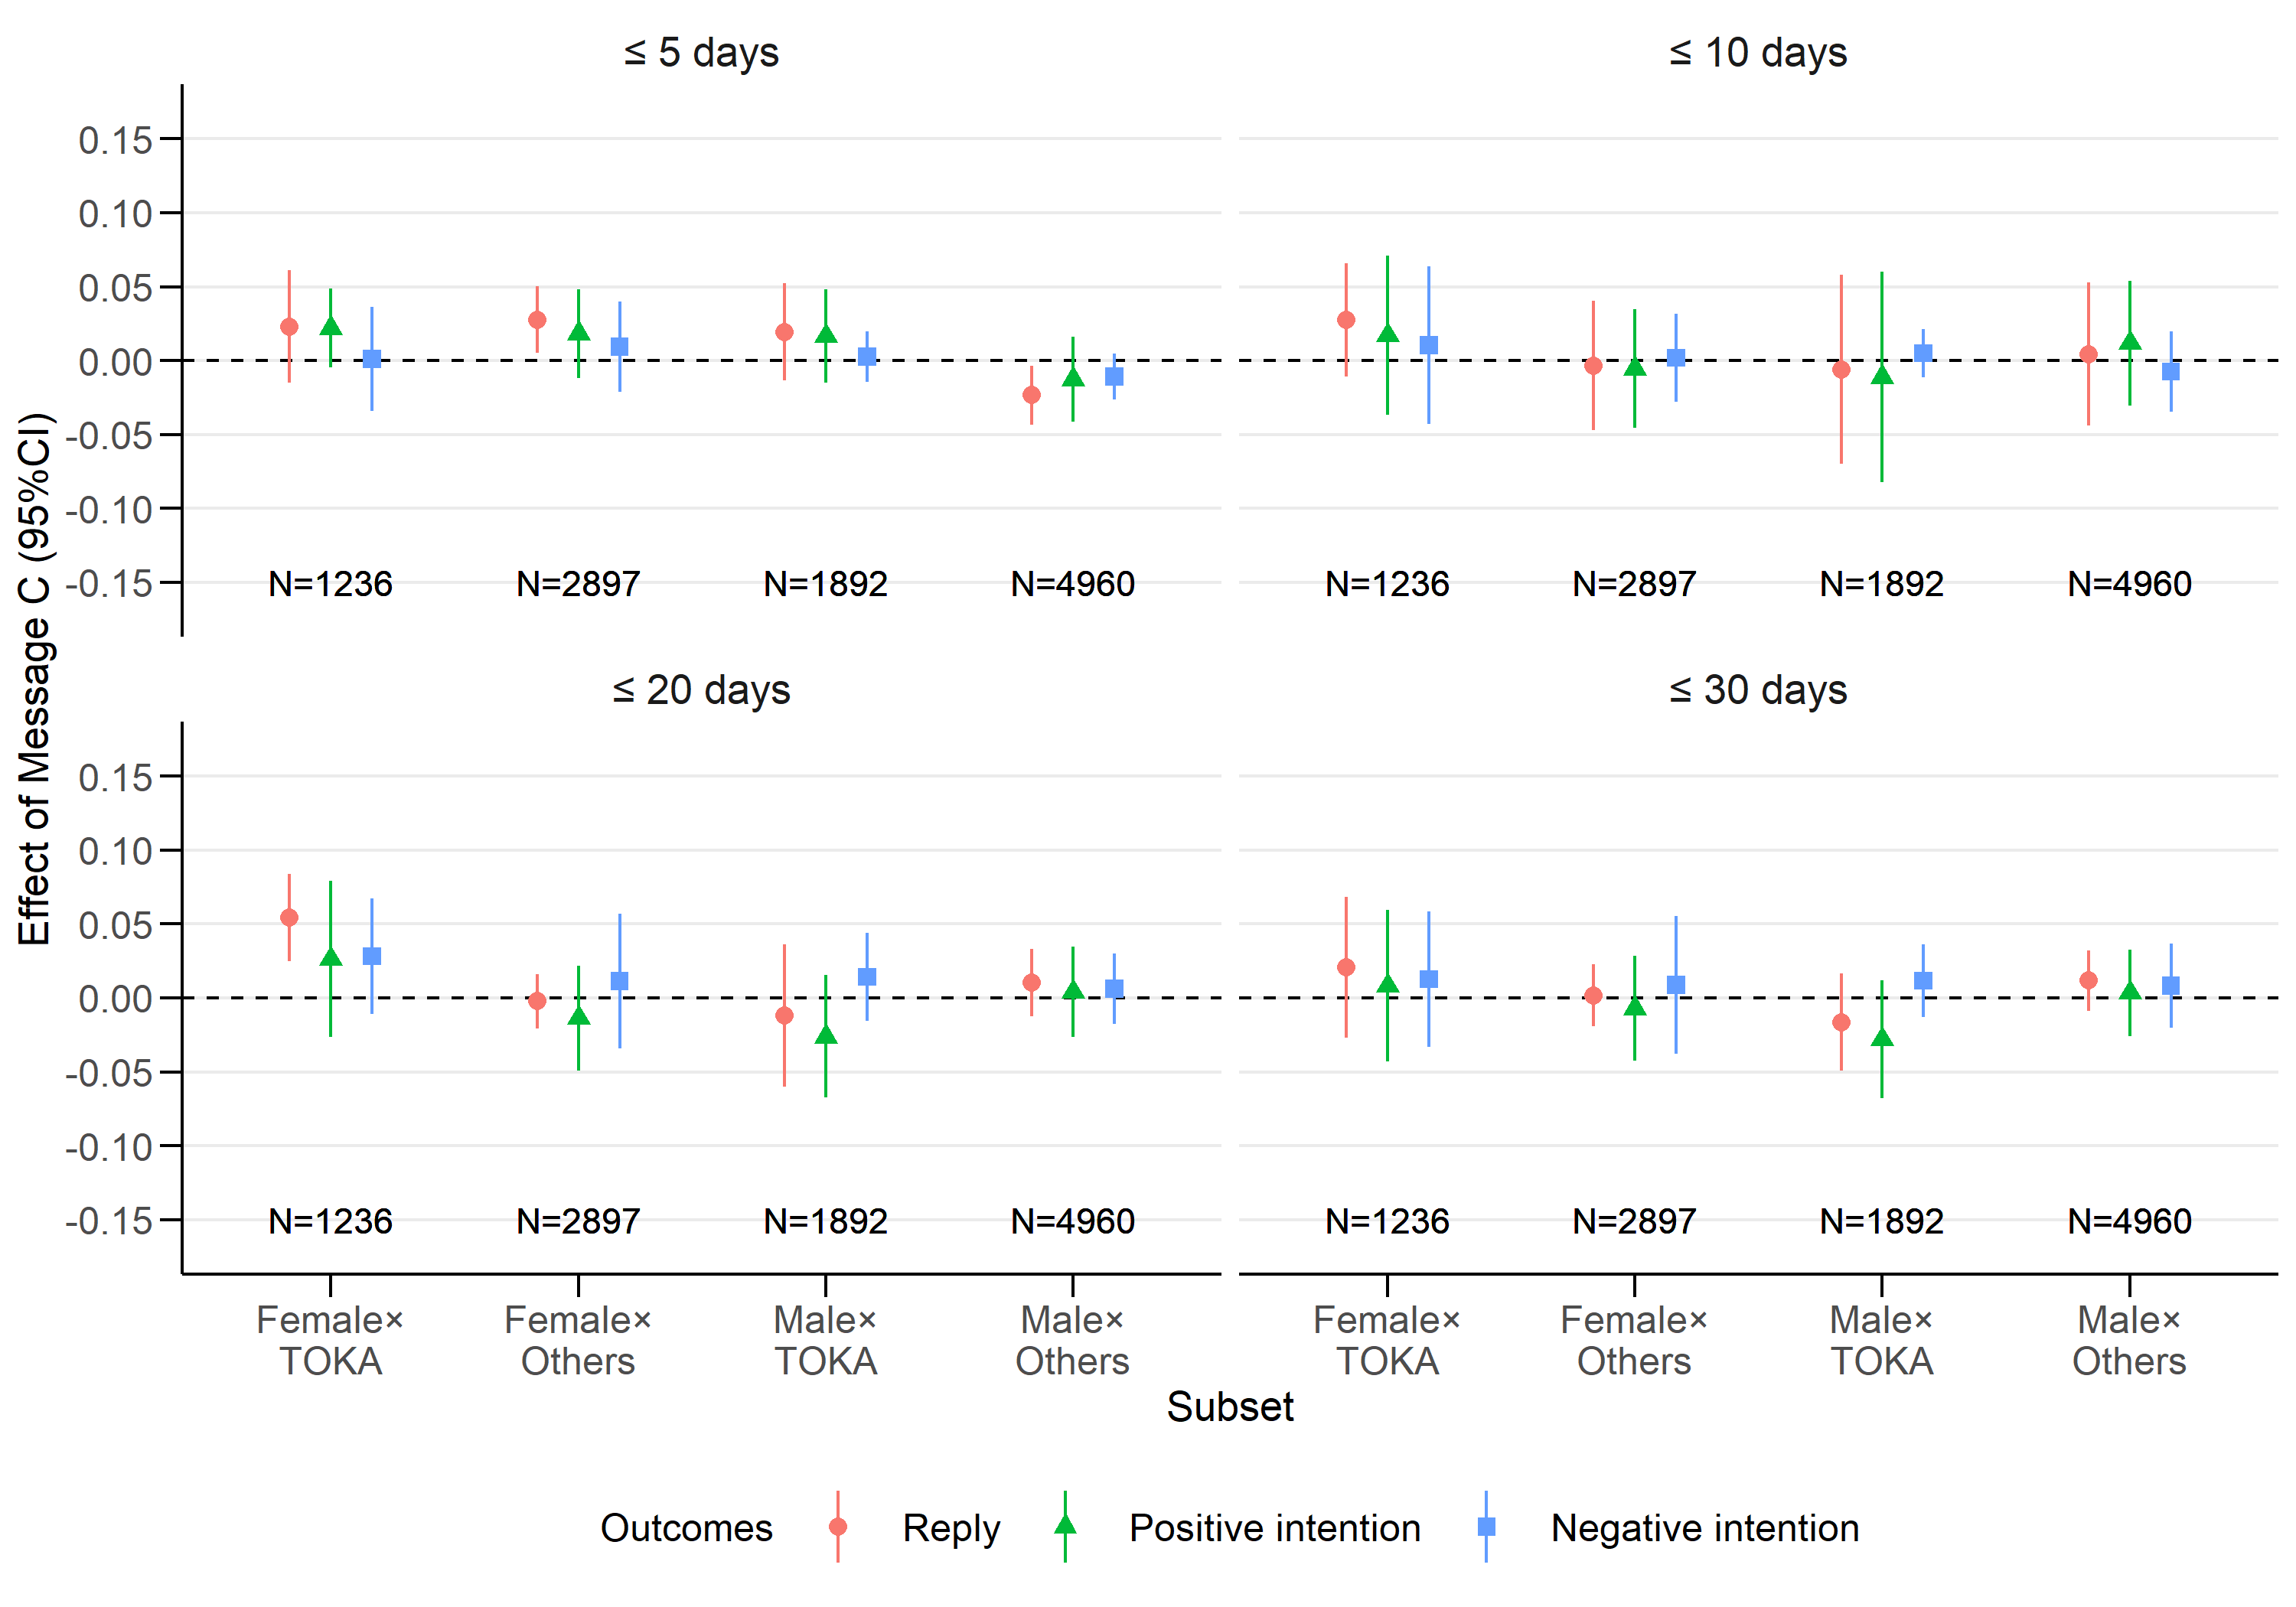 ≤ 5 days
≤ 10 days
0.15
0.10
0.05
0.00
-0.05
-0.10
-0.15
N=1236
N=2897
N=1892
N=4960
N=1236
N=2897
N=1892
N=4960
Effect of Message C (95%CI)
≤ 20 days
≤ 30 days
0.15
0.10
0.05
0.00
-0.05
-0.10
-0.15
N=1236
N=2897
N=1892
N=4960
N=1236
N=2897
N=1892
N=4960
Female×
TOKA
Female×
Others
Male×
TOKA
Male×
Others
Female×
TOKA
Female×
Others
Male×
TOKA
Male×
Others
Subset
Outcomes
Reply
Positive intention
Negative intention